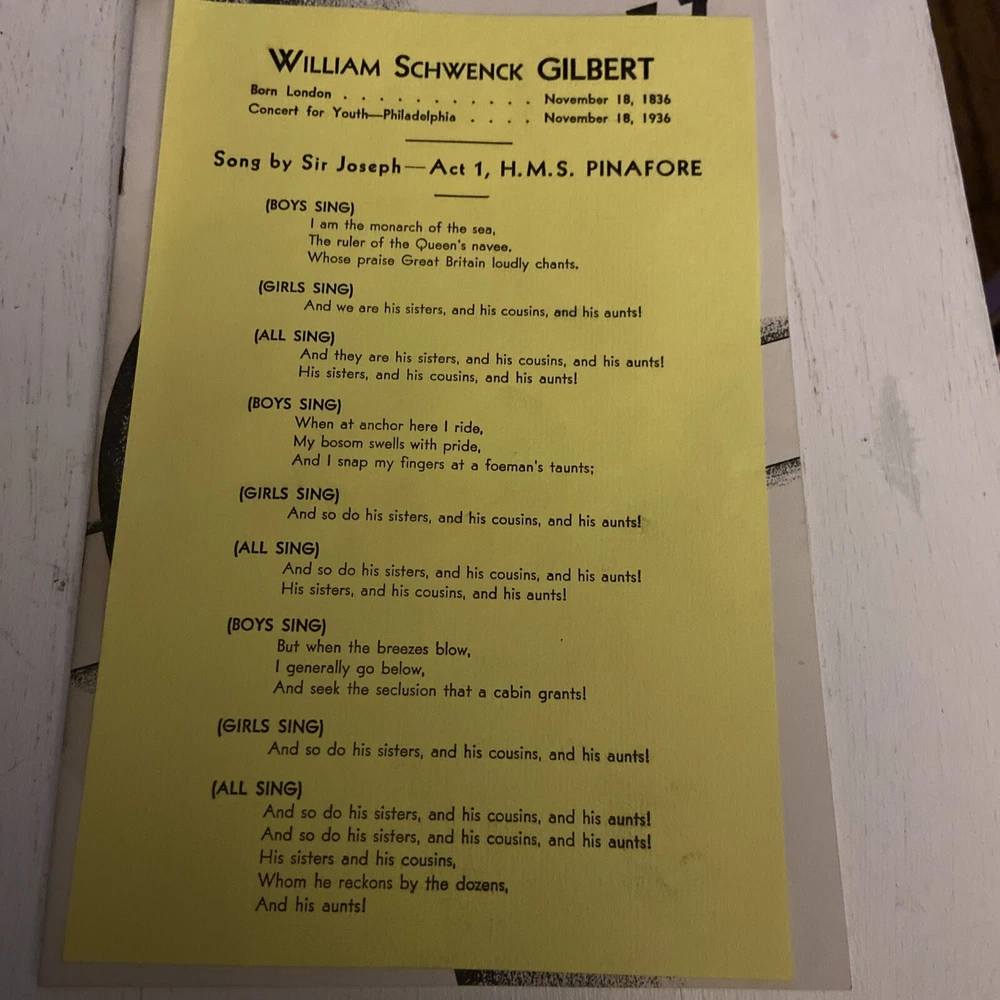 WILLIAM SCHWENCK GILBERT
Born London . . . . . . . . . . . November 18, 1836
Concert for Youth—Philadelphia . . . . November 18, 1936
Song by Sir Joseph—Act 1, H.M.S. PINAFORE
(BOYS SING)
I am the monarch of the sea,
The ruler of the Queen's navee.
Whose praise Great Britain loudly chants.
(GIRLS SING)
And we are his sisters, and his cousins, and his aunts!
(ALL SING)
And they are his sisters, and his cousins, and his aunts!
His sisters, and his cousins, and his aunts!
(BOYS SING)
When at anchor here I ride,
My bosom swells with pride,
And I snap my fingers at a foeman's taunts;
(GIRLS SING)
And so do his sisters, and his cousins, and his aunts!
(ALL SING)
And so do his sisters, and his cousins, and his aunts!
His sisters, and his cousins, and his aunts!
(BOYS SING)
But when the breezes blow,
I generally go below,
And seek the seclusion that a cabin grants!
(GIRLS SING)
And so do his sisters, and his cousins, and his aunts!
(ALL SING)
And so do his sisters, and his cousins, and his aunts!
And so do his sisters, and his cousins, and his aunts!
His sisters and his cousins,
Whom he reckons by the dozens,
And his aunts!